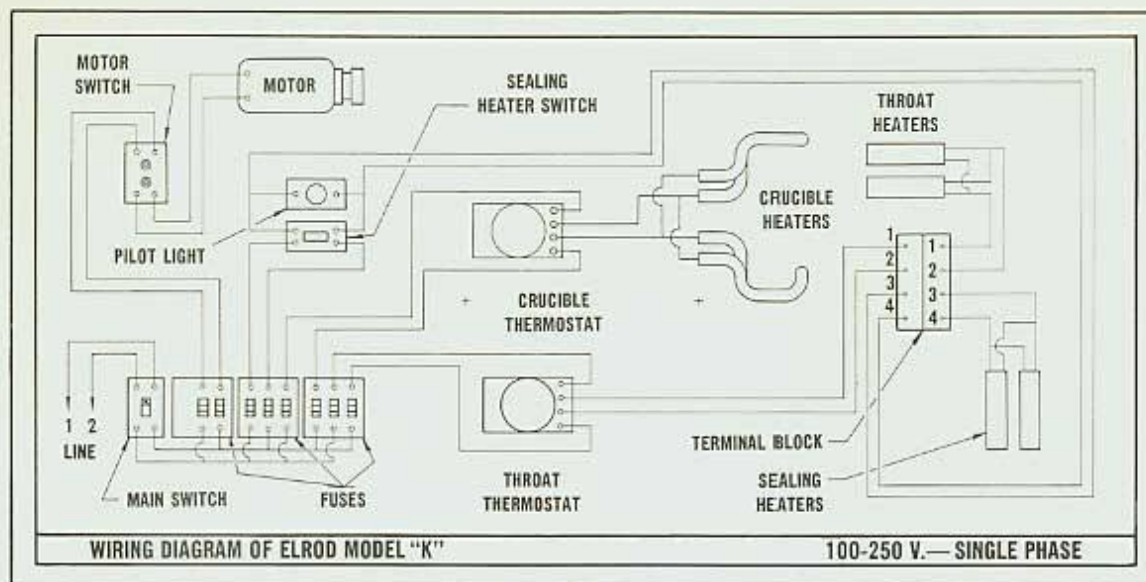 MOTOR
SWITCH
MOTOR
SEALING
HEATER SWITCH
THROAT
HEATERS
CRUCIBLE
HEATERS
PILOT LIGHT
CRUCIBLE
THERMOSTAT
1
2
3
4
1
2
3
4
1 2
LINE
MAIN SWITCH
FUSES
THROAT
THERMOSTAT
TERMINAL BLOCK
SEALING
HEATERS
WIRING DIAGRAM OF ELROD MODEL "K"
100-250 V.— SINGLE PHASE